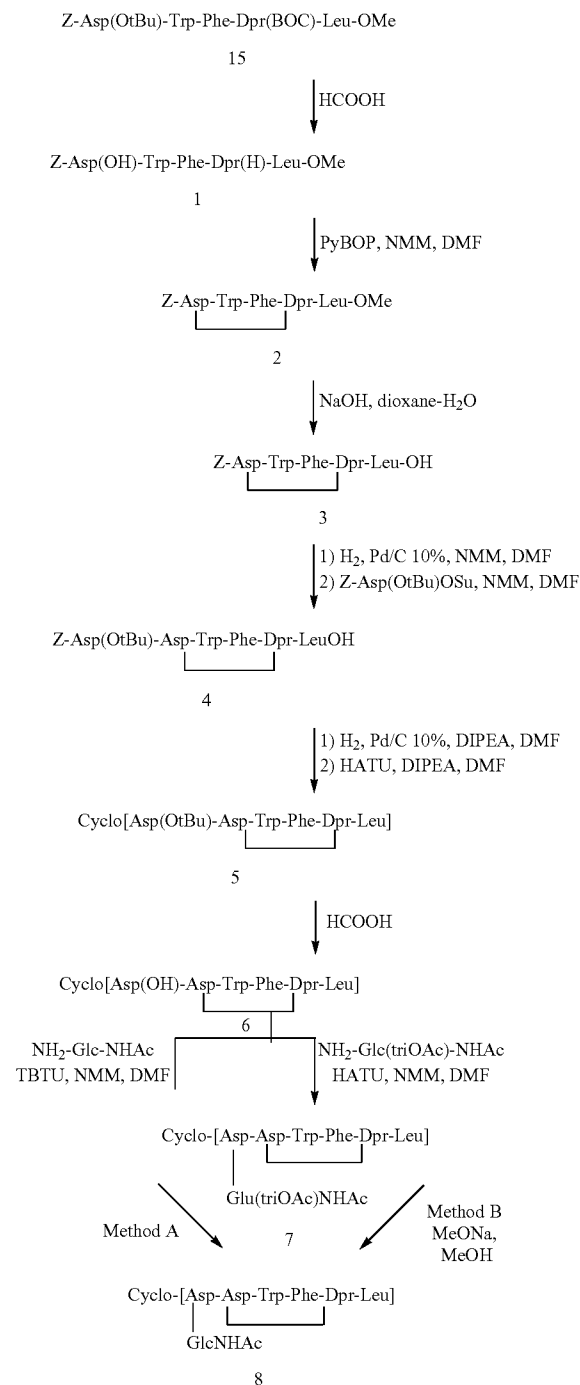 Z-Asp(OtBu)-Trp-Phe-Dpr(BOC)-Leu-OMe
15
HCOOH
Z-Asp(OH)-Trp-Phe-Dpr(H)-Leu-OMe
1
PyBOP, NMM, DMF
Z-Asp-Trp-Phe-Dpr-Leu-OMe
2
NaOH, dioxane-H2O
Z-Asp-Trp-Phe-Dpr-Leu-OH
3
1) H2, Pd/C 10%, NMM, DMF
2) Z-Asp(OtBu)OSu, NMM, DMF
Z-Asp(OtBu)-Asp-Trp-Phe-Dpr-LeuOH
4
1) H2, Pd/C 10%, DIPEA, DMF
2) HATU, DIPEA, DMF
Cyclo[Asp(OtBu)-Asp-Trp-Phe-Dpr-Leu]
5
HCOOH
Cyclo[Asp(OH)-Asp-Trp-Phe-Dpr-Leu]
6
NH2-Glc-NHAc
TBTU, NMM, DMF
NH2-Glc(triOAc)-NHAc
HATU, NMM, DMF
Cyclo-[Asp-Asp-Trp-Phe-Dpr-Leu]
Glu(triOAc)NHAc
7
Method A
Method B
MeONa,
MeOH
Cyclo-[Asp-Asp-Trp-Phe-Dpr-Leu]
GlcNHAc
8